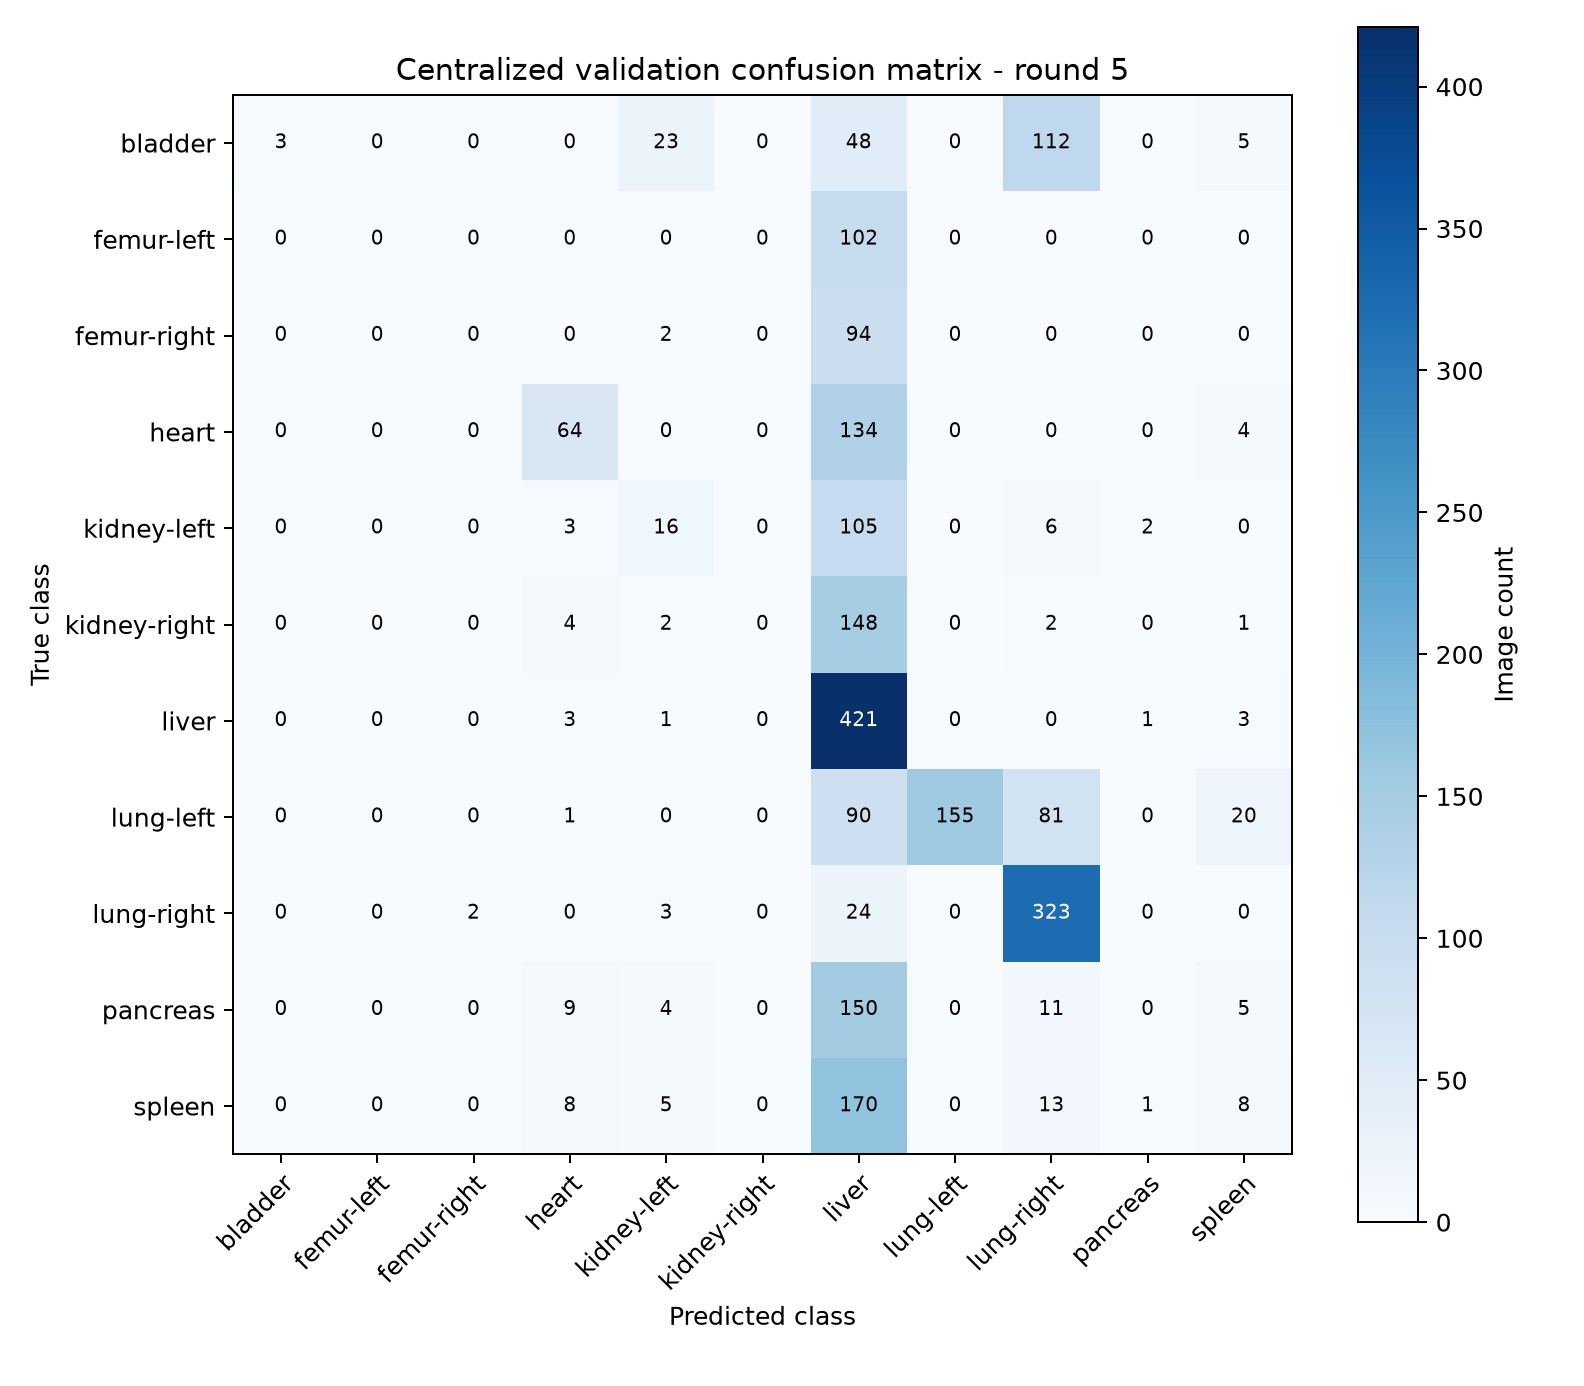 Centralized validation confusion matrix - round 5
bladder 3 0 0 0 23 0 48 0 112 0 5
femur-left 0 0 0 0 0 0 102 0 0 0 0
femur-right 0 0 0 0 2 0 94 0 0 0 0
heart 0 0 0 64 0 0 134 0 0 0 4
kidney-left 0 0 0 3 16 0 105 0 6 2 0
kidney-right 0 0 0 4 2 0 148 0 2 0 1
liver 0 0 0 3 1 0 421 0 0 1 3
lung-left 0 0 0 1 0 0 90 155 81 0 20
lung-right 0 0 2 0 3 0 24 0 323 0 0
pancreas 0 0 0 9 4 0 150 0 11 0 5
spleen 0 0 0 8 5 0 170 0 13 1 8
bladder femur-left femur-right heart kidney-left kidney-right liver lung-left lung-right pancreas spleen
Predicted class
True class
400
350
300
250
200
150
100
50
0
Image count